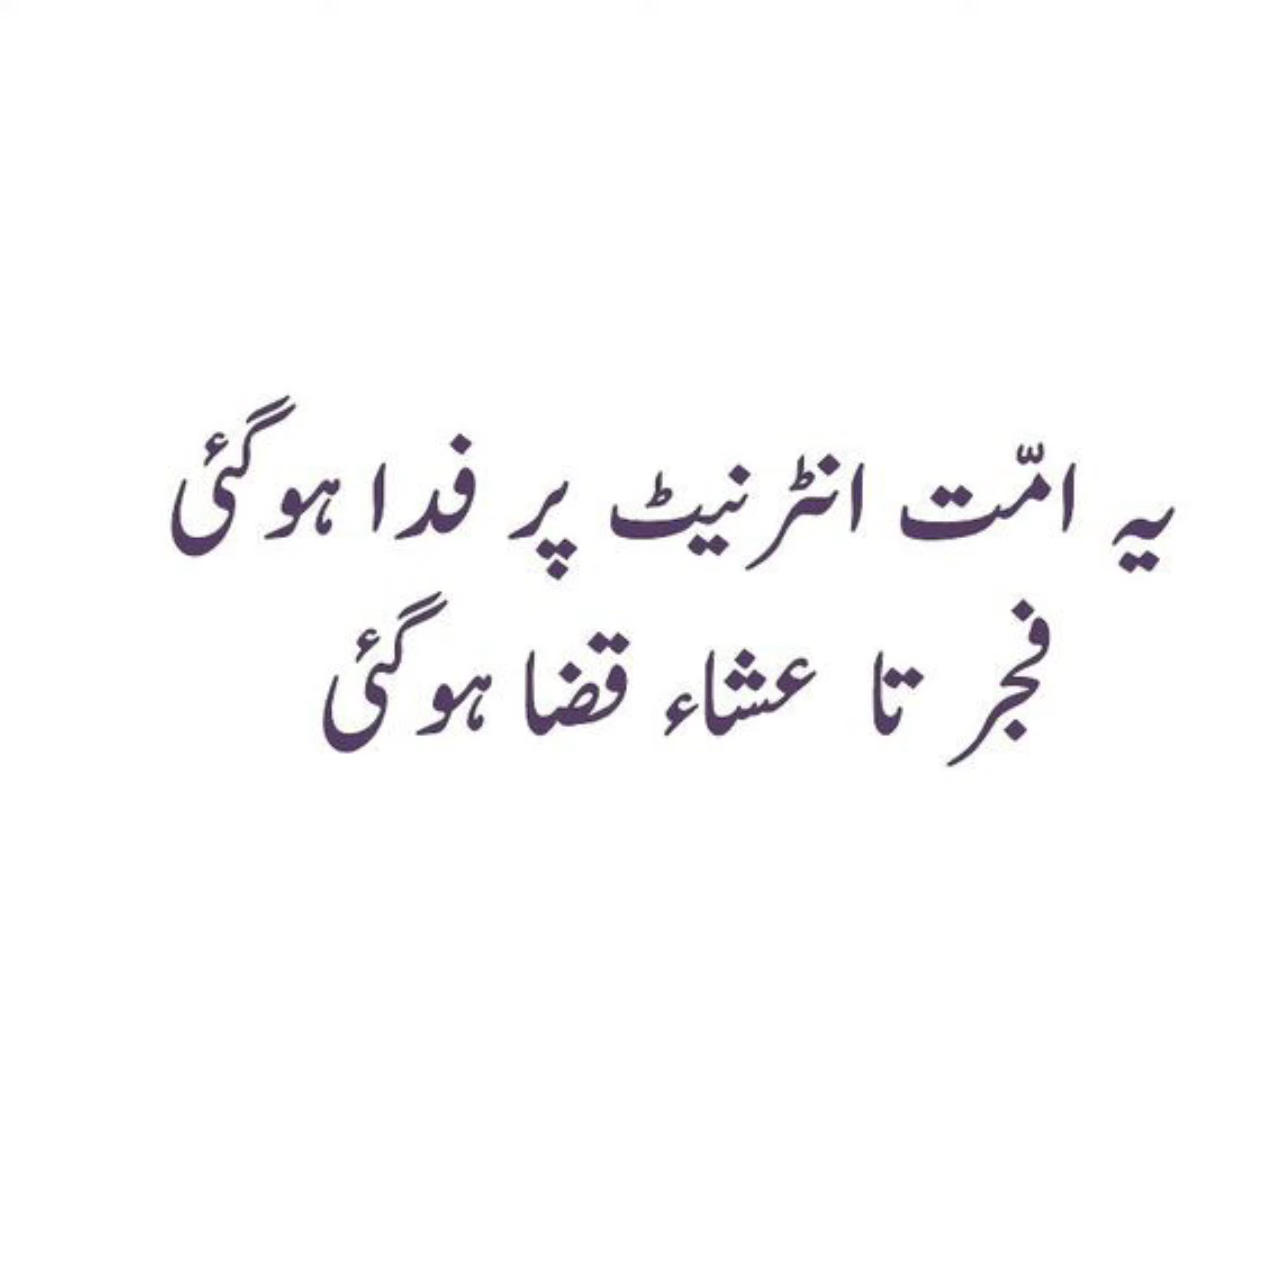 یہ امّت انٹرنیٹ پر فدا ہوگئی
فجر تا عشاء قضا ہوگئی